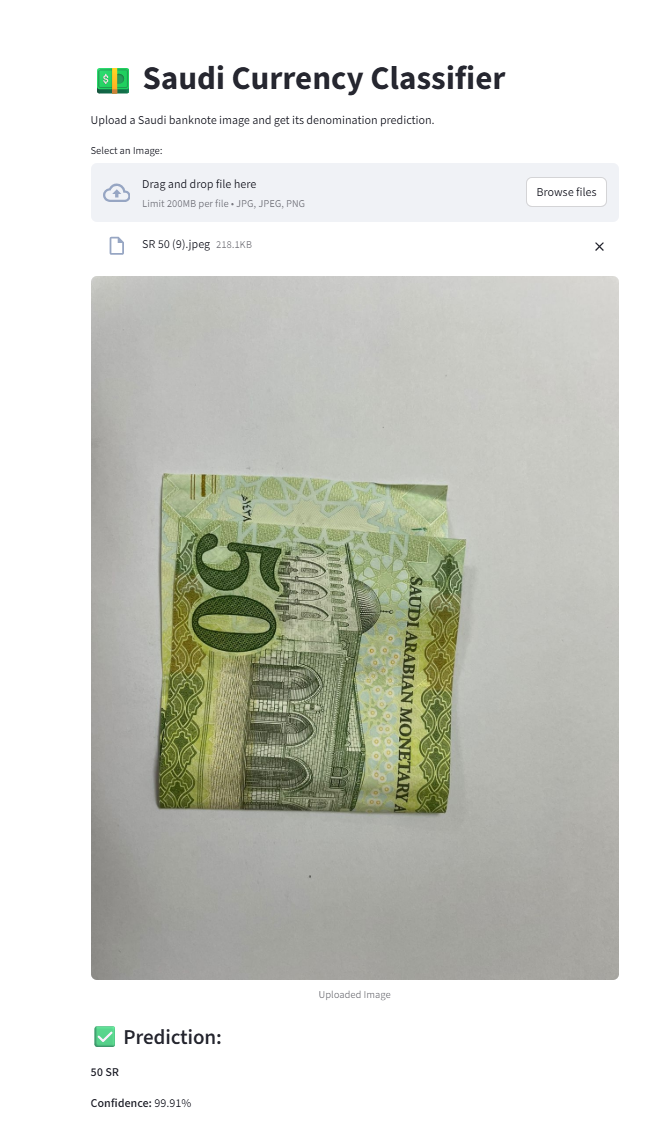 Saudi Currency Classifier
Upload a Saudi banknote image and get its denomination prediction.
Select an Image:
Drag and drop file here
Limit 200MB per file • JPG, JPEG, PNG
Browse files
SR 50 (9).jpeg 218.1KB
١٤٣٨هـ
50
SAUDI ARABIAN MONETARY A
Uploaded Image
Prediction:
50 SR
Confidence: 99.91%